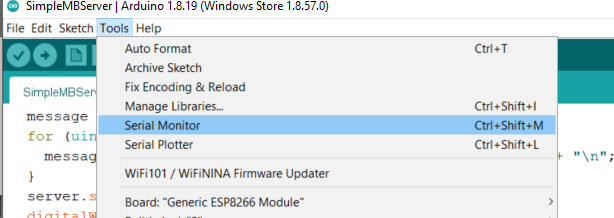 SimpleMBServer | Arduino 1.8.19 (Windows Store 1.8.57.0)
File Edit Sketch Tools Help
Auto Format Ctrl+T
Archive Sketch
Fix Encoding & Reload
Manage Libraries... Ctrl+Shift+I
Serial Monitor Ctrl+Shift+M
Serial Plotter Ctrl+Shift+L
WiFi101 / WiFiNINA Firmware Updater
Board: "Generic ESP8266 Module"
SimpleMBSer
message
for (uin
messag + "\n";
}
server.s
digitalW